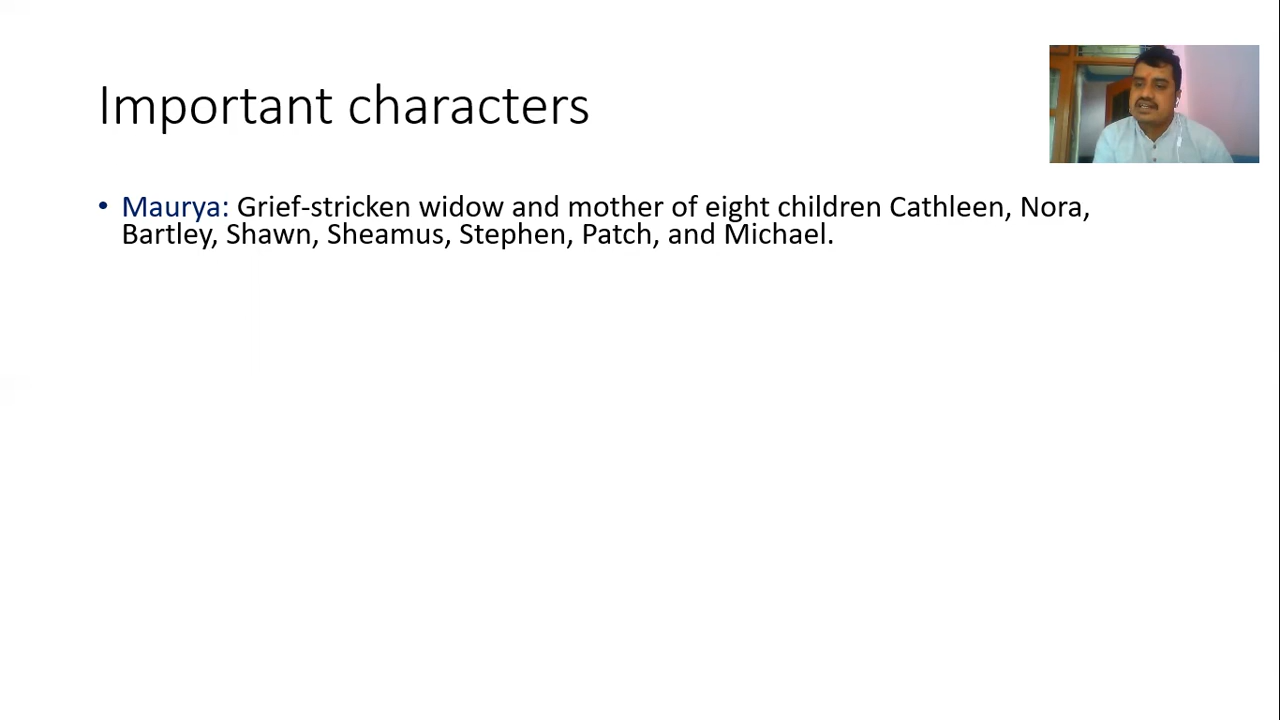 Important characters
• Maurya: Grief-stricken widow and mother of eight children Cathleen, Nora,
Bartley, Shawn, Sheamus, Stephen, Patch, and Michael.